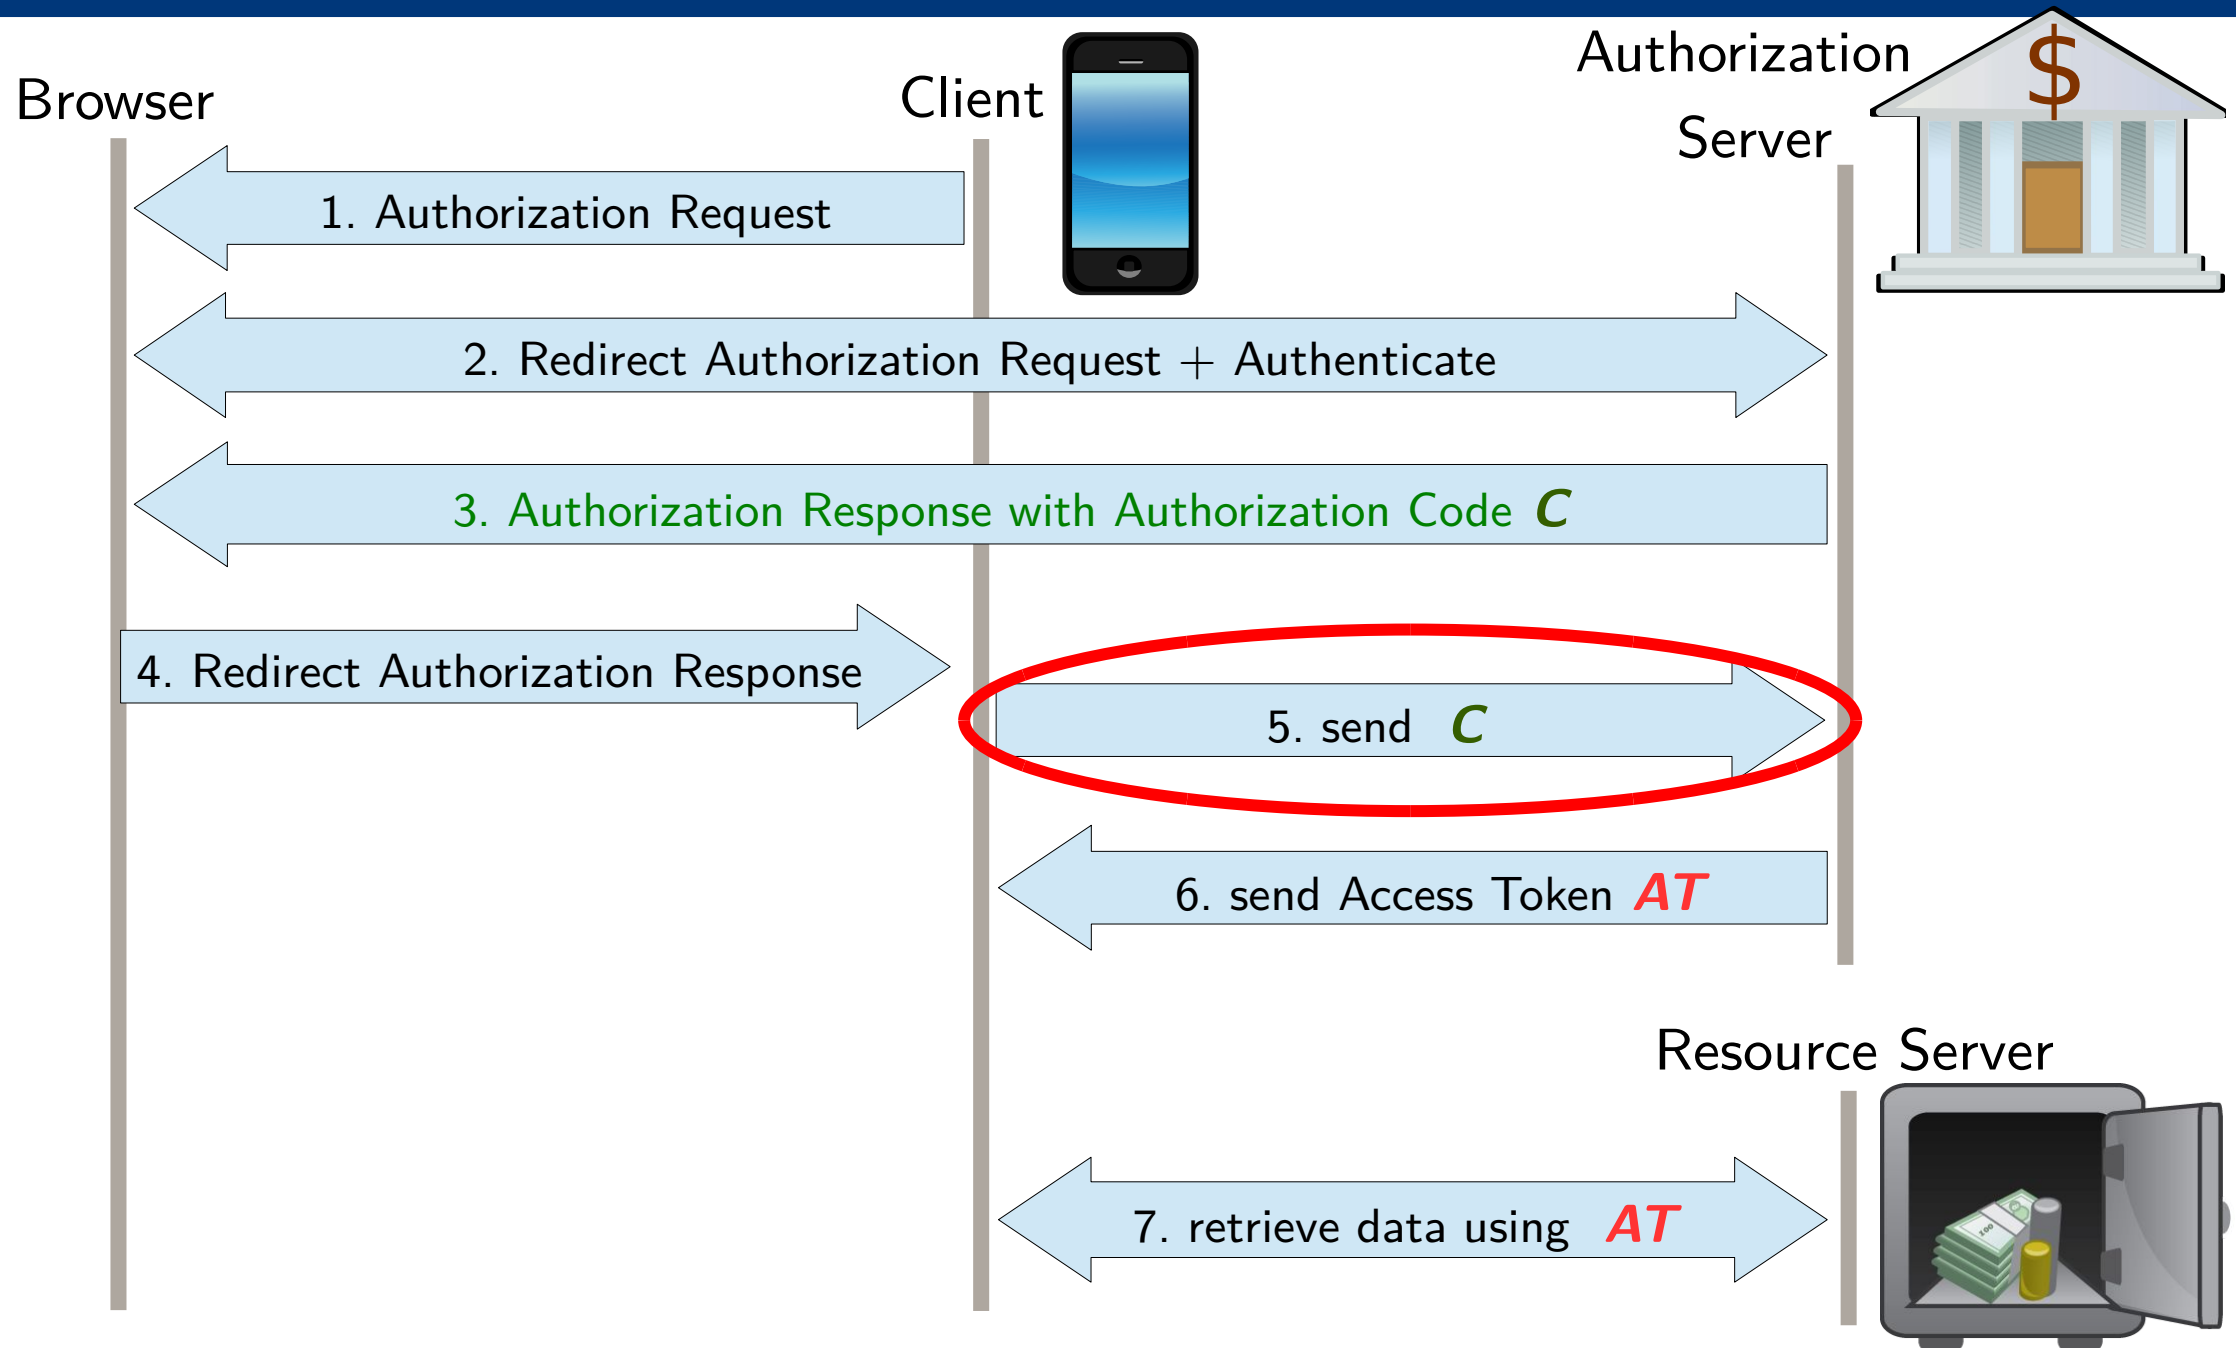 Browser
Client
Authorization
Server
$
1. Authorization Request
2. Redirect Authorization Request + Authenticate
3. Authorization Response with Authorization Code C
4. Redirect Authorization Response
5. send C
6. send Access Token AT
Resource Server
7. retrieve data using AT
100